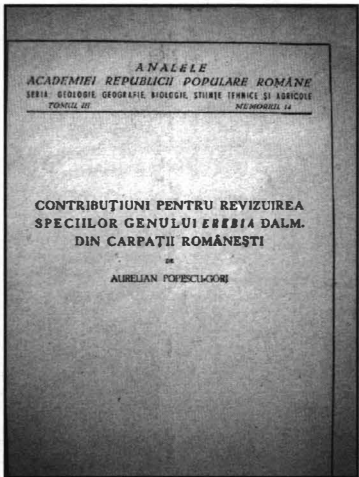 ANALELE
ACADEMIEI REPUBLICII POPULARE ROMÂNE
SERIA: GEOLOGIE, GEOGRAFIE, BIOLOGIE, ȘTIINȚE TEHNICE ȘI AGRICOLE
TOMUL III MEMORIUL 14
CONTRIBUȚIUNI PENTRU REVIZUIREA
SPECIILOR GENULUI EREBIA DALM.
DIN CARPAȚII ROMÂNEȘTI
DE
AURELIAN POPESCU-GORJ